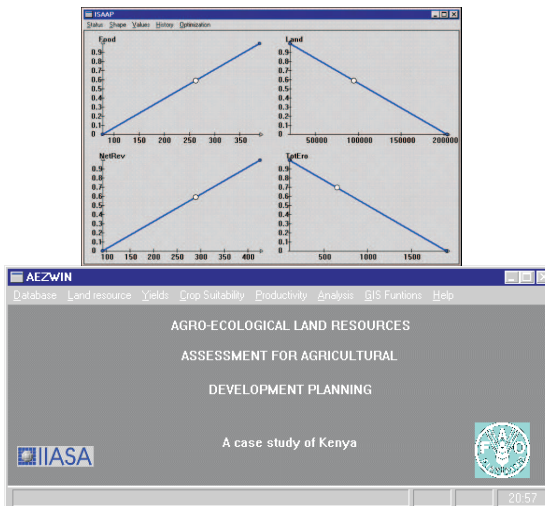 ISAAP
Status Shape Values History Optimization
Food
0.9
0.8
0.7
0.6
0.5
0.4
0.3
0.2
0.1
0
100 150 200 250 300 350
Land
0.9
0.8
0.7
0.6
0.5
0.4
0.3
0.2
0.1
0
50000 100000 150000 200000
NetRev
0.9
0.8
0.7
0.6
0.5
0.4
0.3
0.2
0.1
0
100 150 200 250 300 350 400
TotEro
0.9
0.8
0.7
0.6
0.5
0.4
0.3
0.2
0.1
0
500 1000 1500
AEZWIN
Database Land resource Yields Crop Suitability Productivity Analysis GIS Funtions Help
AGRO-ECOLOGICAL LAND RESOURCES
ASSESSMENT FOR AGRICULTURAL
DEVELOPMENT PLANNING
A case study of Kenya
IIASA
FAO
20:57